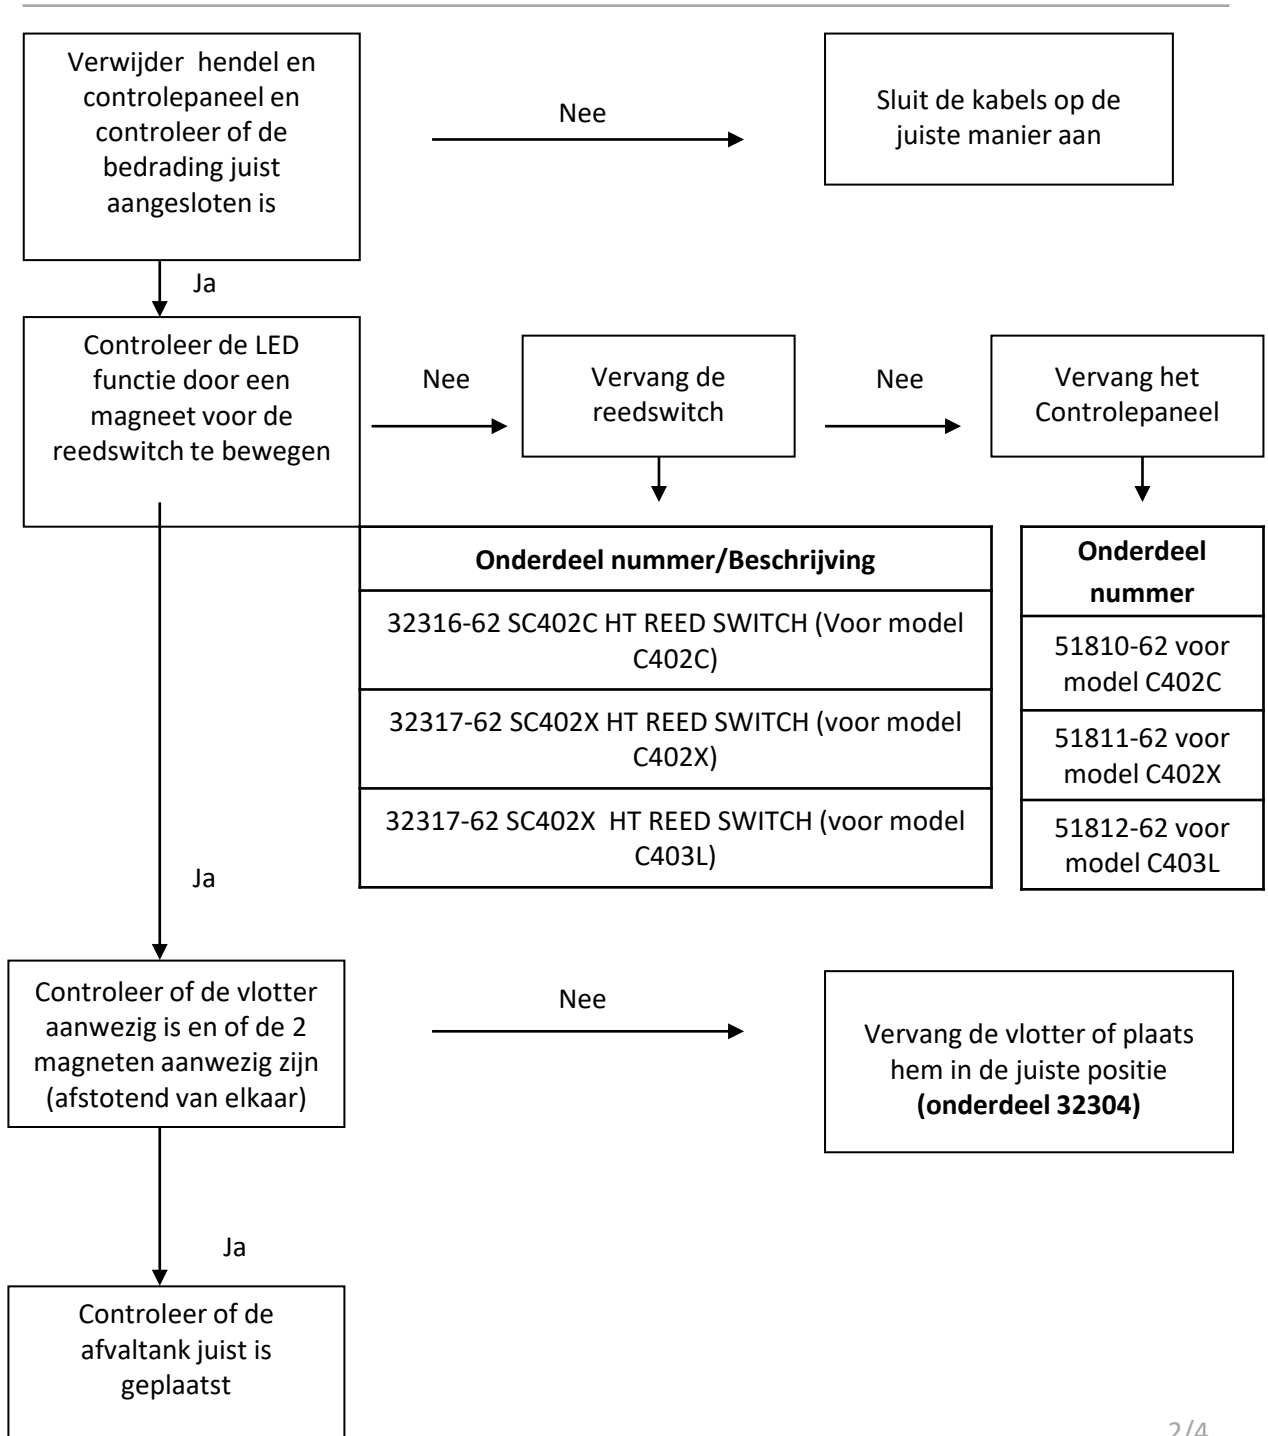 Verwijder hendel en
controlepaneel en
controleer of de
bedrading juist
aangesloten is
Nee
Sluit de kabels op de
juiste manier aan
Ja
Controleer de LED
functie door een
magneet voor de
reedswitch te bewegen
Nee
Vervang de
reedswitch
Nee
Vervang het
Controlepaneel
Onderdeel nummer/Beschrijving
32316-62 SC402C HT REED SWITCH (Voor model
C402C)
32317-62 SC402X HT REED SWITCH (voor model
C402X)
32317-62 SC402X HT REED SWITCH (voor model
C403L)
Onderdeel
nummer
51810-62 voor
model C402C
51811-62 voor
model C402X
51812-62 voor
model C403L
Ja
Controleer of de vlotter
aanwezig is en of de 2
magneten aanwezig zijn
(afstotend van elkaar)
Nee
Vervang de vlotter of plaats
hem in de juiste positie
(onderdeel 32304)
Ja
Controleer of de
afvaltank juist is
geplaatst
2/4